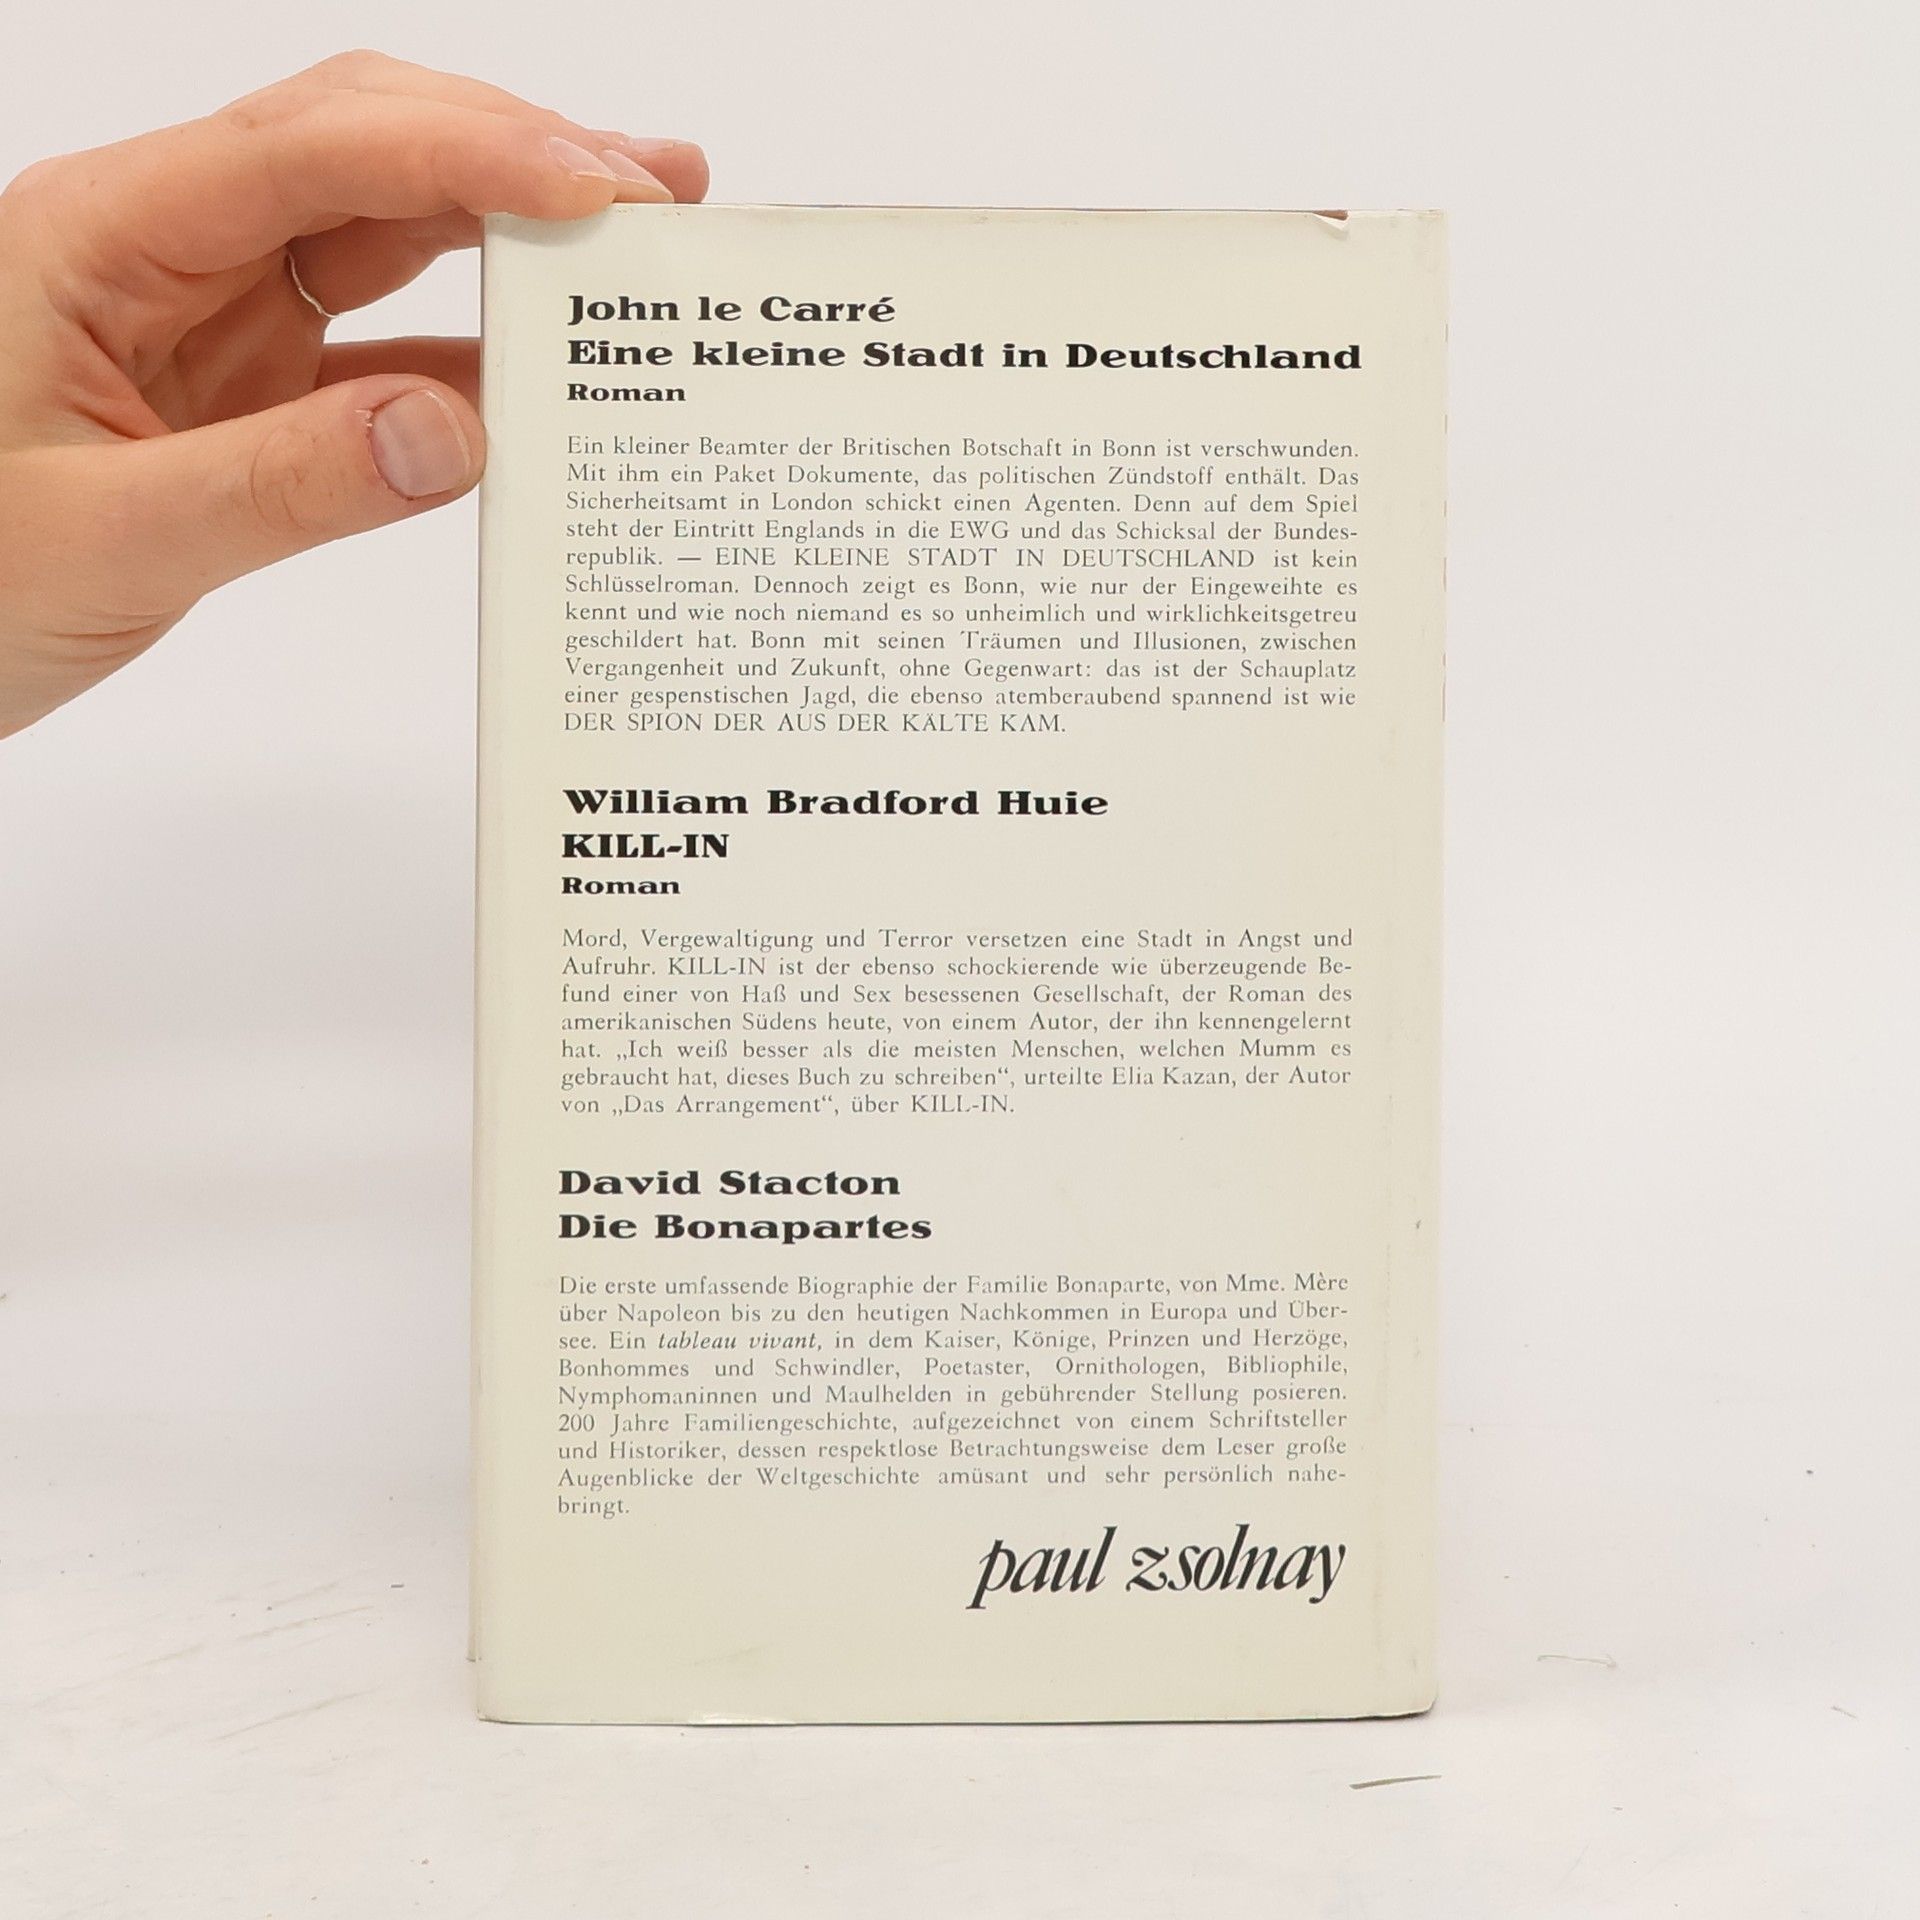 John le Carré
Eine kleine Stadt in Deutschland
Roman
Ein kleiner Beamter der Britischen Botschaft in Bonn ist verschwunden.
Mit ihm ein Paket Dokumente, das politischen Zündstoff enthält. Das
Sicherheitsamt in London schickt einen Agenten. Denn auf dem Spiel
steht der Eintritt Englands in die EWG und das Schicksal der Bundes-
republik. — EINE KLEINE STADT IN DEUTSCHLAND ist kein
Schlüsselroman. Dennoch zeigt es Bonn, wie nur der Eingeweihte es
kennt und wie noch niemand es so unheimlich und wirklichkeitsgetreu
geschildert hat. Bonn mit seinen Träumen und Illusionen, zwischen
Vergangenheit und Zukunft, ohne Gegenwart: das ist der Schauplatz
einer gespenstischen Jagd, die ebenso atemberaubend spannend ist wie
DER SPION DER AUS DER KÄLTE KAM.
William Bradford Huie
KILL-IN
Roman
Mord, Vergewaltigung und Terror versetzen eine Stadt in Angst und
Aufruhr. KILL-IN ist der ebenso schockierende wie überzeugende Be-
fund einer von Haß und Sex besessenen Gesellschaft, der Roman des
amerikanischen Südens heute, von einem Autor, der ihn kennengelernt
hat. „Ich weiß besser als die meisten Menschen, welchen Mumm es
gebraucht hat, dieses Buch zu schreiben“, urteilte Elia Kazan, der Autor
von „Das Arrangement“, über KILL-IN.
David Stacton
Die Bonapartes
Die erste umfassende Biographie der Familie Bonaparte, von Mme. Mère
über Napoleon bis zu den heutigen Nachkommen in Europa und Über-
see. Ein tableau vivant, in dem Kaiser, Könige, Prinzen und Herzöge,
Bonhommes und Schwindler, Poetaster, Ornithologen, Bibliophile,
Nymphomaninnen und Maulhelden in gebührender Stellung posieren.
200 Jahre Familiengeschichte, aufgezeichnet von einem Schriftsteller
und Historiker, dessen respektlose Betrachtungsweise dem Leser große
Augenblicke der Weltgeschichte amüsant und sehr persönlich nahe-
bringt.
paul zsolnay